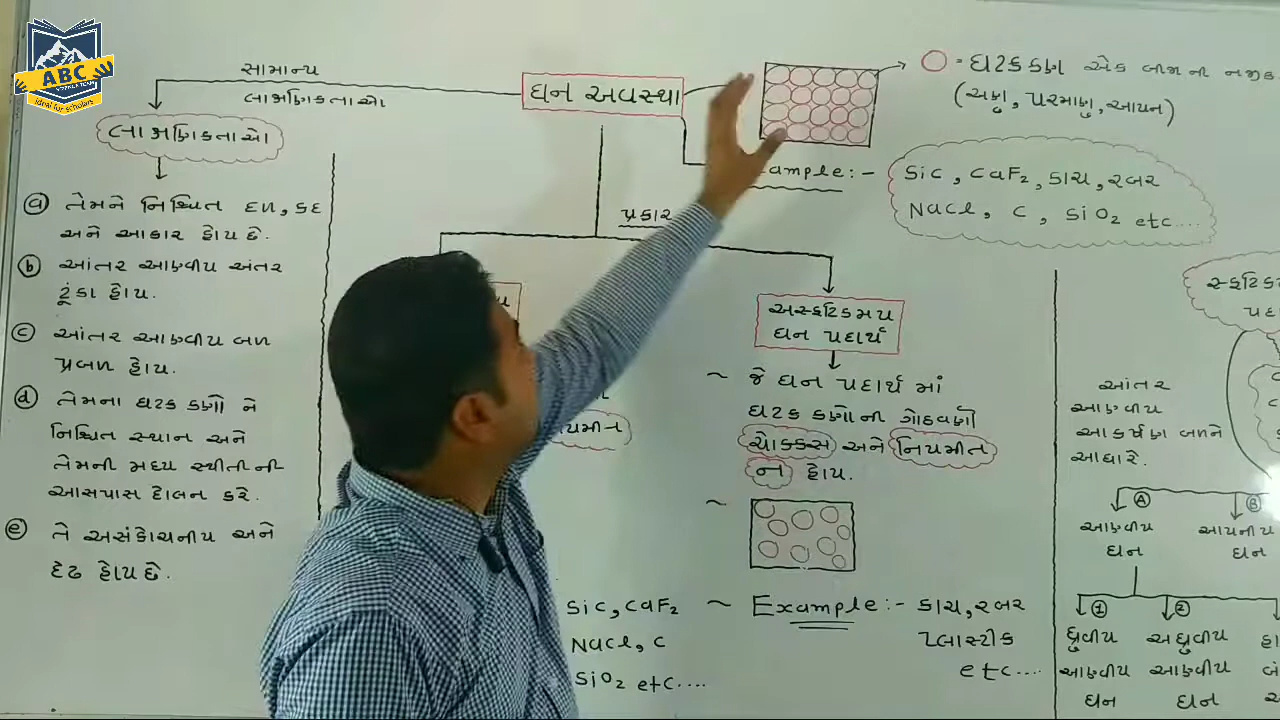 ABC
ideal for scholars
સામાન્ય
લાક્ષણિકતાઓ
ઘન અવસ્થા
= ઘટકકણ એક બીજાની નજીક
(અણુ, પરમાણુ, આયન)
લાક્ષણિકતાઓ
ample :-
SiC, CaF₂, કાચ, રબર
NaCl, C, SiO₂ etc....
પ્રકાર
ⓐ તેમને નિશ્ચિત દળ, કદ
અને આકાર હોય છે.
ⓑ આંતર આણ્વીય અંતર
ટૂંકા હોય.
ⓒ આંતર આણ્વીય બળ
પ્રબળ હોય.
ⓓ તેમના ઘટક કણો ને
નિશ્ચિત સ્થાન અને
તેમની મધ્ય સ્થીતીની
આસપાસ દોલન કરે.
ⓔ તે અસંકોચનીય અને
દઢ હોય છે.
યમીત
SiC, CaF₂
NaCl, C
SiO₂ etc....
અસ્ફટિકમય
ઘન પદાર્થ
~ જે ઘન પદાર્થ માં
ઘટક કણોની ગોઠવણી
ચોક્કસ અને નિયમીત
ન હોય.
~
~ Example :- કાચ, રબર
પ્લાસ્ટીક
etc....
સ્ફટિક
પદ
આંતર
આણ્વીય
આકર્ષણ બળને
આધારે.
Ⓐ Ⓑ
આણ્વીય આયનીય
ઘન ઘન
① ②
ધ્રુવીય અધ્રુવીય હા
આણ્વીય આણ્વીય બં
ઘન ઘન